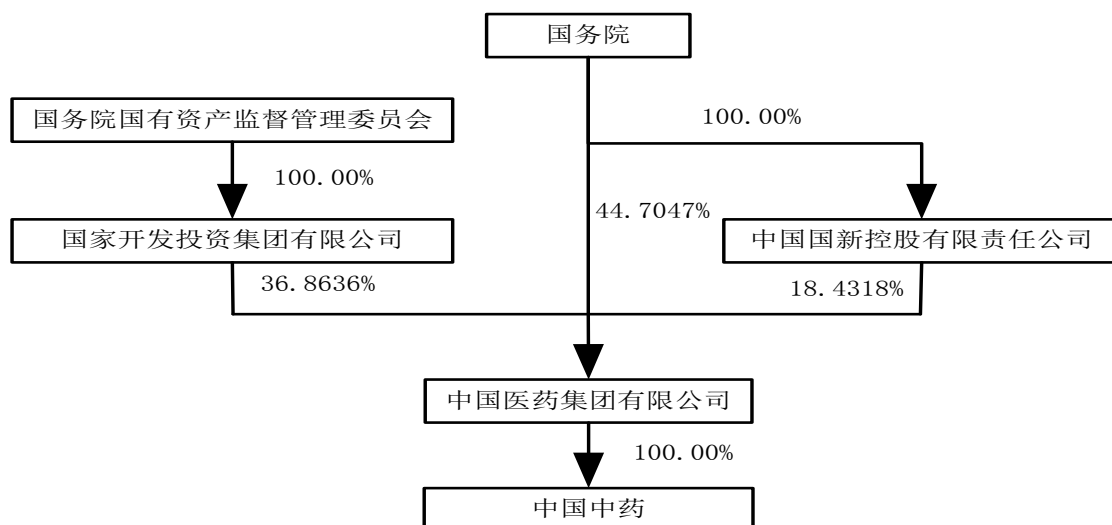 国务院
国务院国有资产监督管理委员会
100.00%
100.00%
44.7047%
国家开发投资集团有限公司
中国国新控股有限责任公司
36.8636%
18.4318%
中国医药集团有限公司
100.00%
中国中药